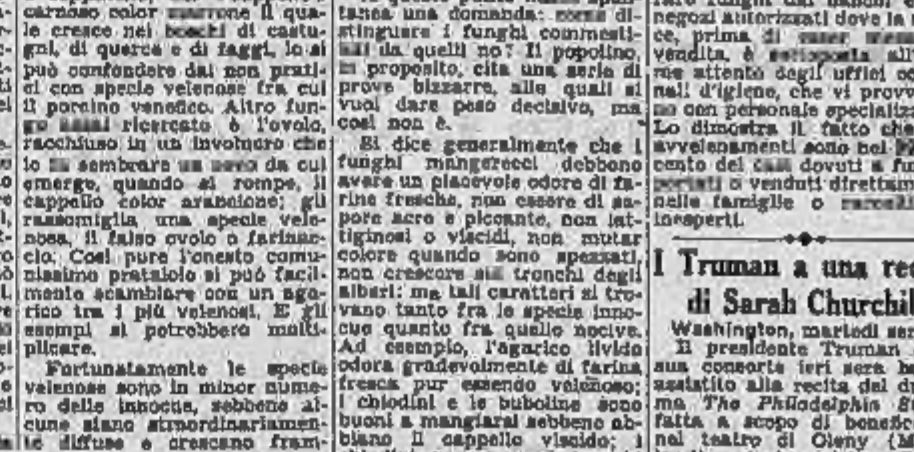 carnoso color marrone il qua-
le cresce nei boschi di casta-
gni, di querce e di faggi, lo si
può confondere dai non prati-
ci con specie velenose fra cui
il porcino venefico. Altro fun-
go ricercato è l'ovolo,
racchiuso in un involucro che
lo fa sembrare un uovo da cui
emerge, quando si rompe, il
cappello color arancione; gli
rassomiglia una specie vele-
nosa, il falso ovolo o farinac-
cio. Così pure l'onesto comu-
nissimo prataiolo si può facil-
mente scambiare con un aga-
rico tra i più velenosi. E gli
esempi si potrebbero molti-
plicare.
Fortunatamente le specie
velenose sono in minor nume-
ro delle innocue, sebbene al-
cune siano straordinariamen-
te diffuse e crescano fram-
tanea una domanda: come di-
stinguere i funghi commesti-
bili da quelli no? Il popolino,
in proposito, cita una serie di
prove bizzarre, alle quali si
vuol dare peso decisivo, ma
così non è.
Si dice generalmente che i
funghi mangerecci debbono
avere un piacevole odore di fa-
rina fresca, non essere di sa-
pore acre e piccante, non lat-
tiginosi o viscidi, non mutar
colore quando sono spezzati,
non crescere sui tronchi degli
alberi: ma tali caratteri si tro-
vano tanto fra le specie inno-
cue quanto fra quelle nocive.
Ad esempio, l'agarico livido
odora gradevolmente di farina
fresca pur essendo velenoso;
i chiodini e le buboline sono
buoni a mangiarsi sebbene ab-
biano il cappello viscido; i
negozi autorizzati dove la
ce, prima di
vendita, è sottoposta all
me attento degli uffici co
nali d'igiene, che vi provv
no con personale specializz
Lo dimostra il fatto che
avvelenamenti sono nel
cento dei casi dovuti a fu
o venduti direttam
nelle famiglie o
inesperti.
I Truman a una rec
di Sarah Churchil
Washington, martedì ser
Il presidente Truman
sua consorte ieri sera ha
assistito alla recita del d
ma The Philadelphia S
fatta a scopo di benefic
nel teatro di Olney (M